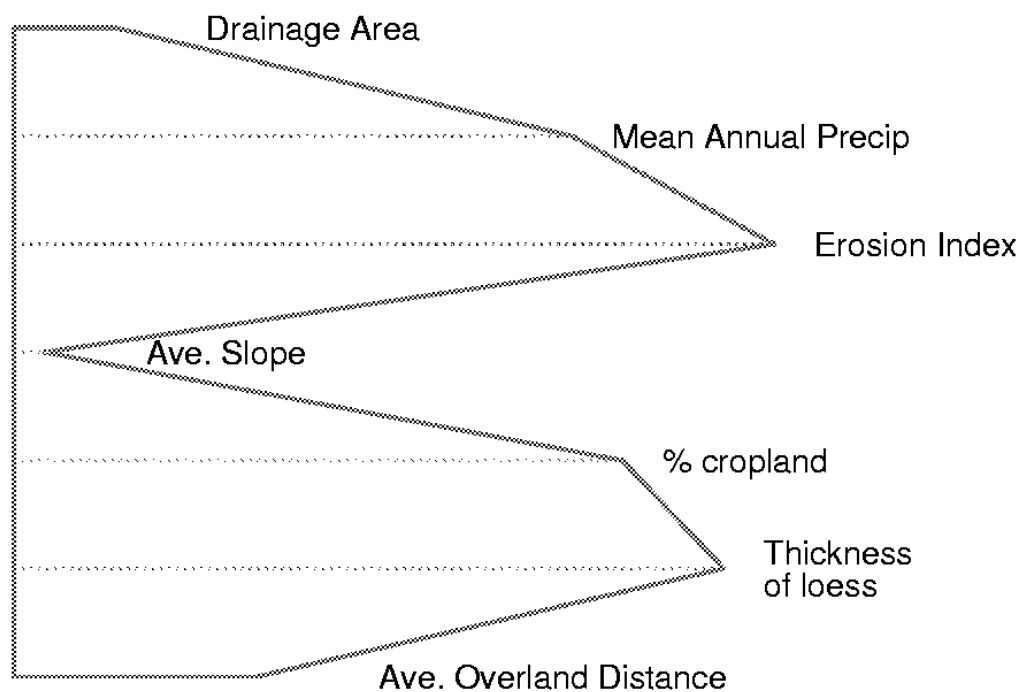 Drainage Area
Mean Annual Precip
Erosion Index
Ave. Slope
% cropland
Thickness
of loess
Ave. Overland Distance